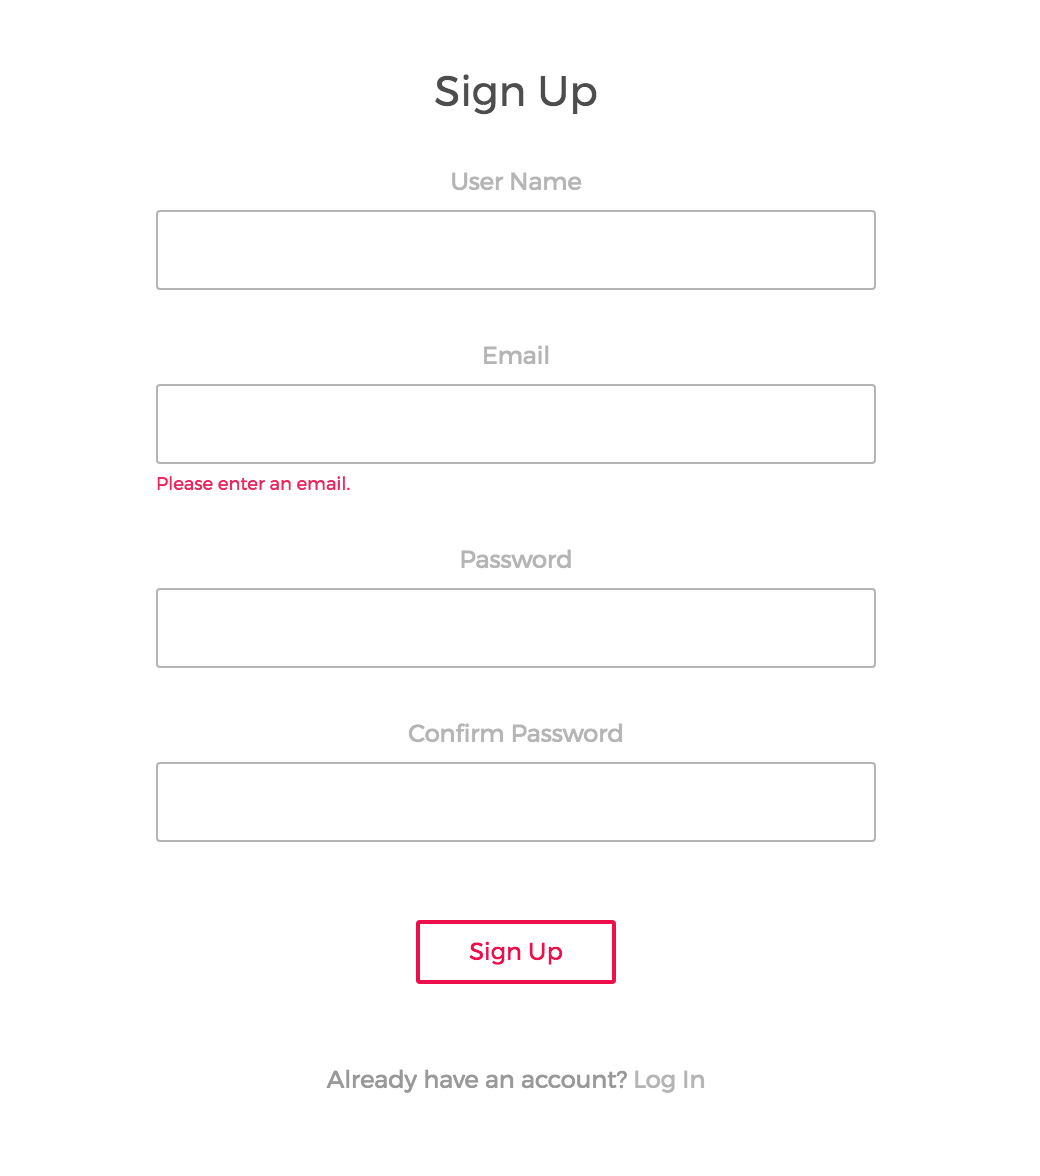 Sign Up
User Name
Email
Please enter an email.
Password
Confirm Password
Sign Up
Already have an account? Log In